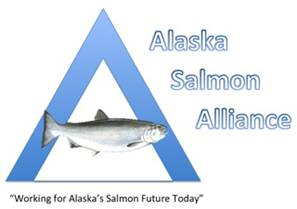 Alaska
Salmon
Alliance
“Working for Alaska’s Salmon Future Today”